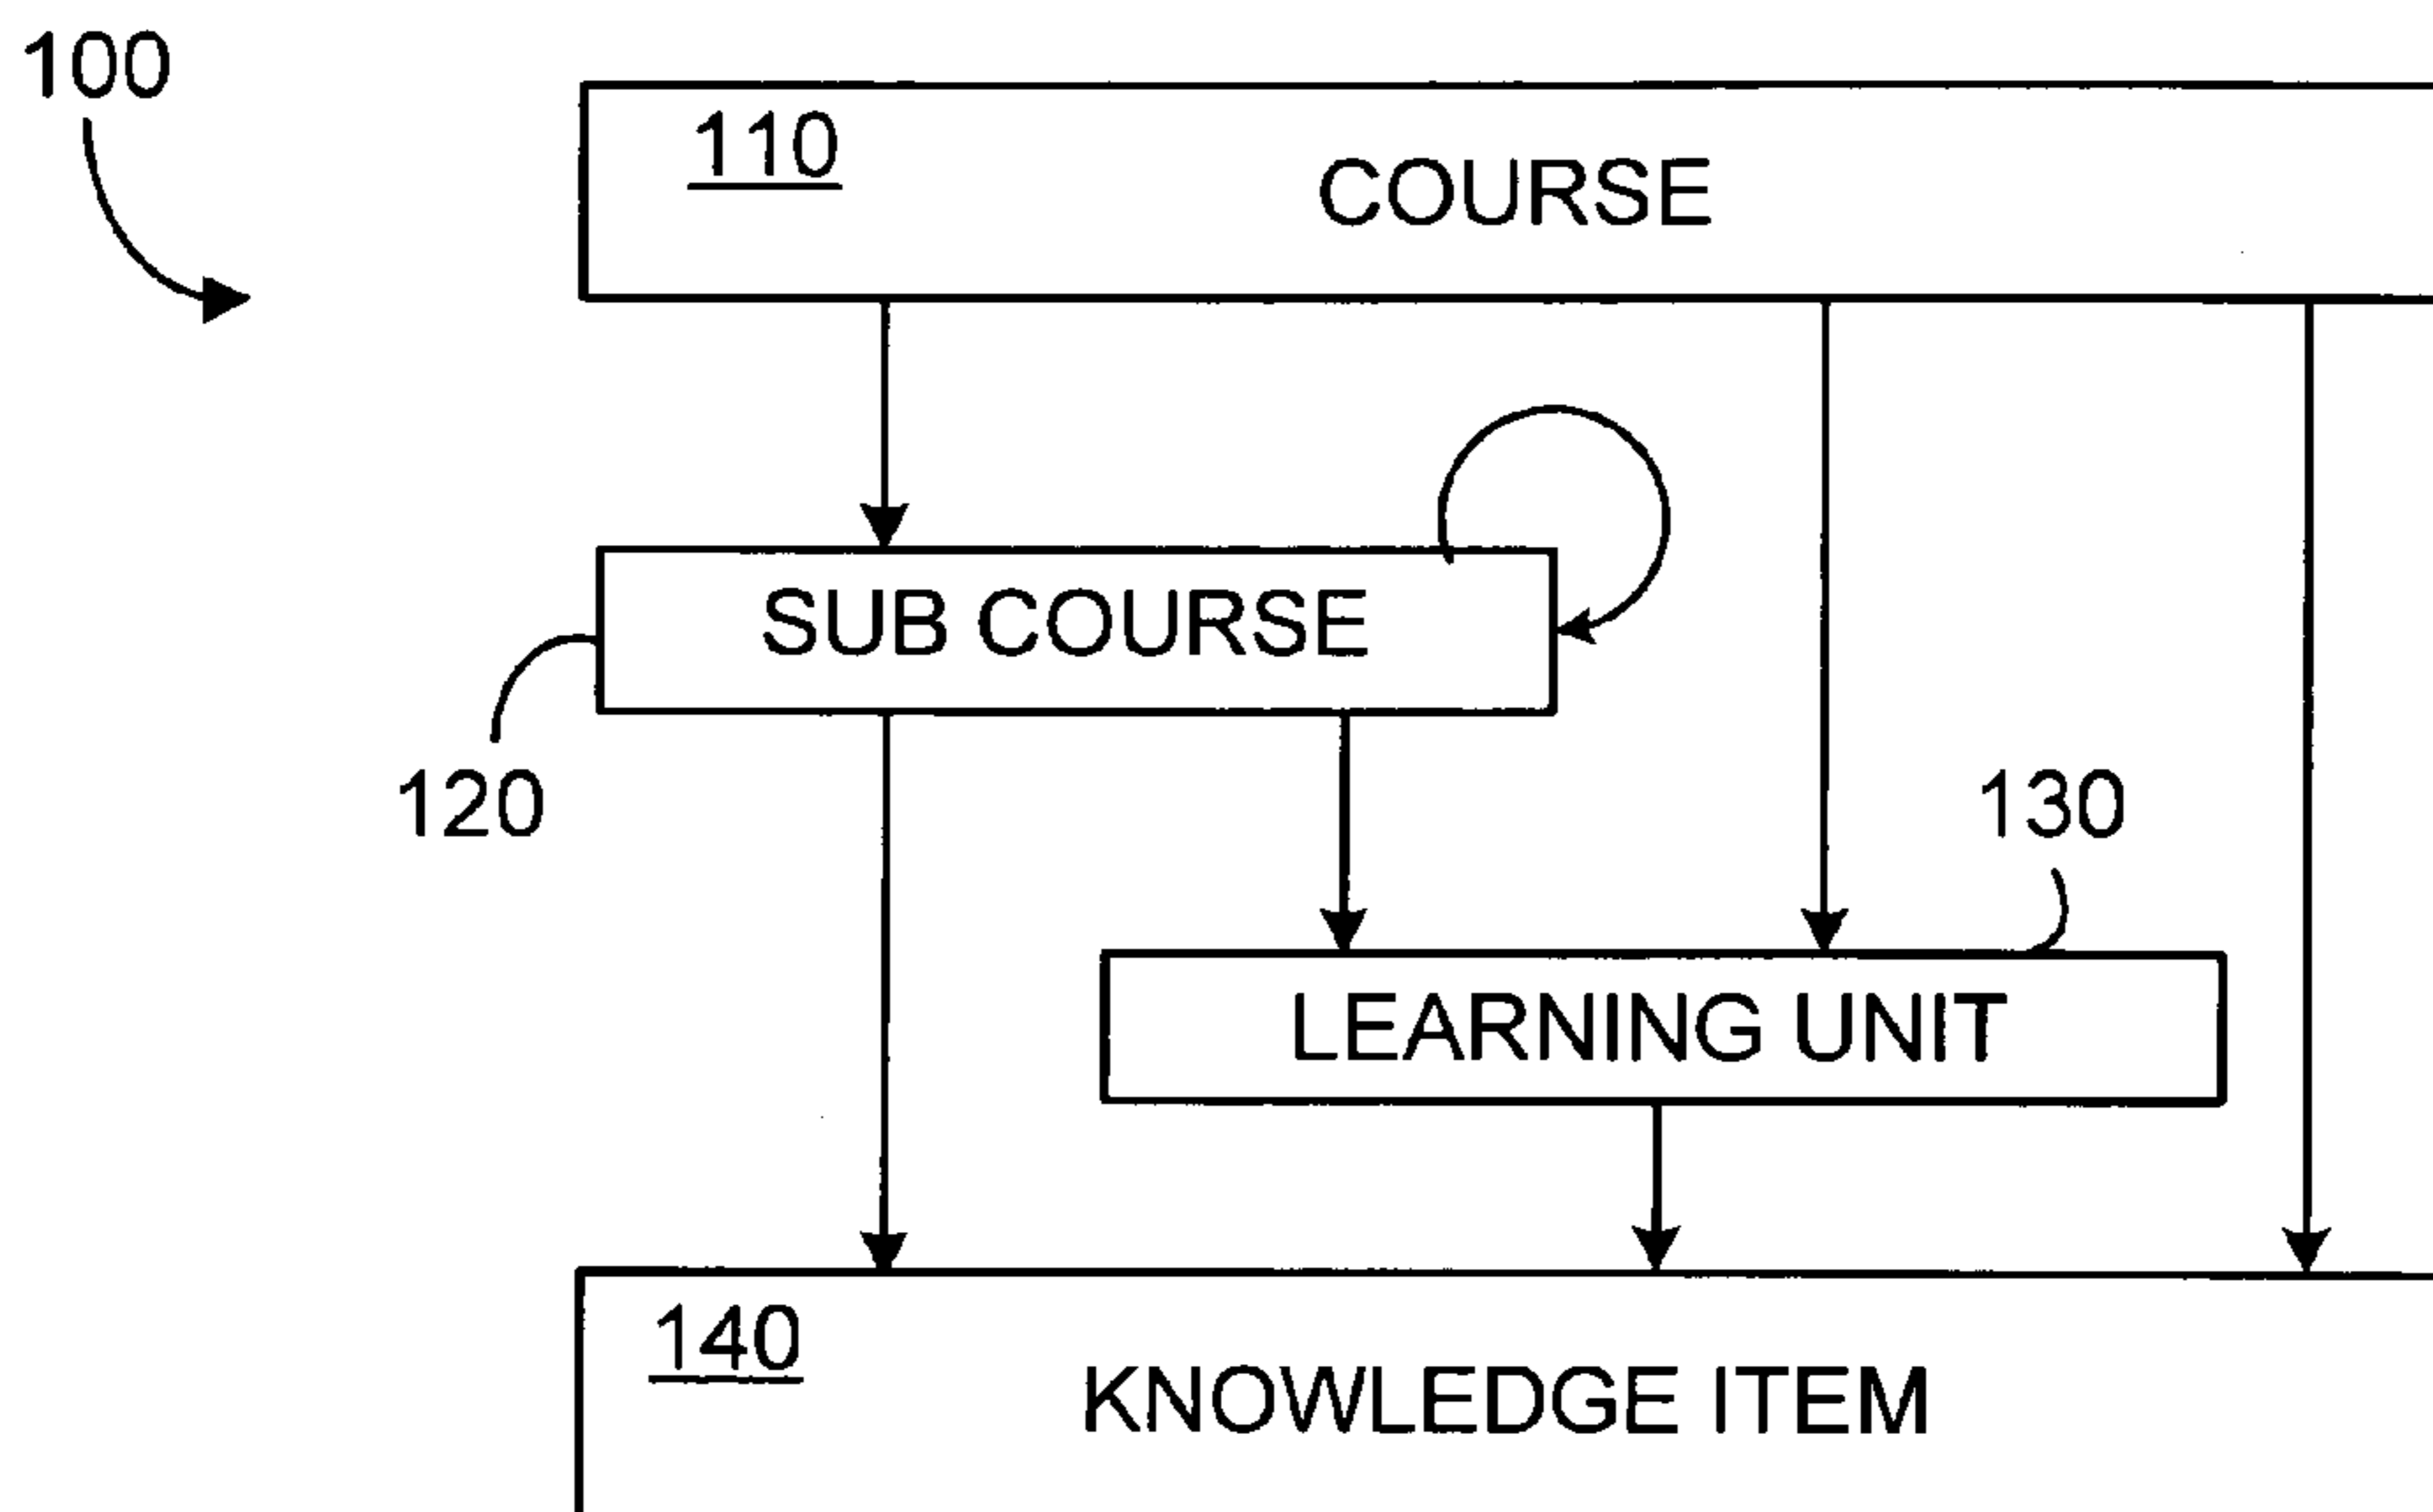 100
110
COURSE
SUB COURSE
120
130
LEARNING UNIT
140
KNOWLEDGE ITEM